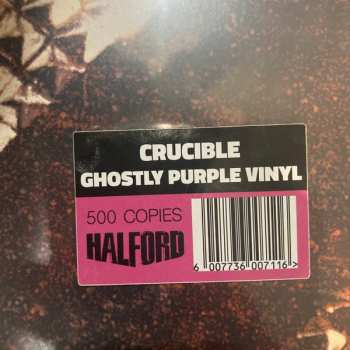 CRUCIBLE
GHOSTLY PURPLE VINYL
500 COPIES
HALFORD
6 007736 007116 >